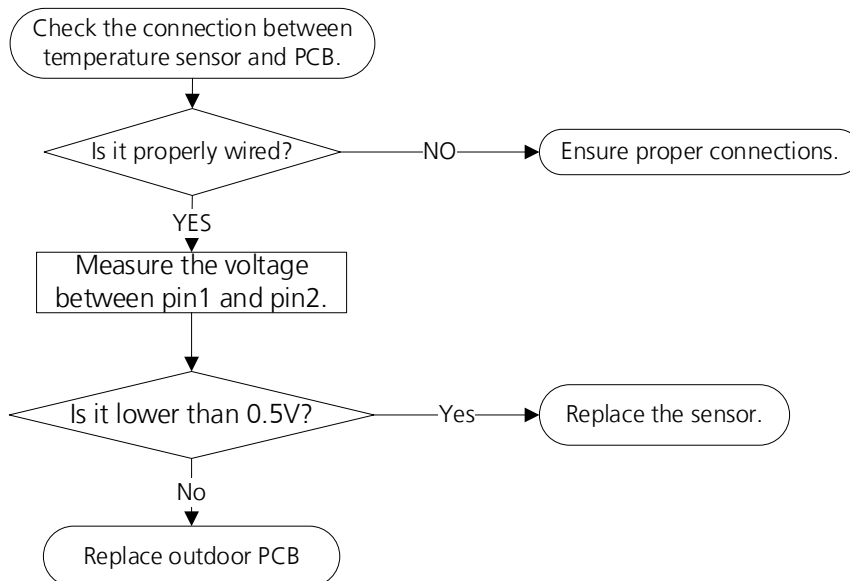 Check the connection between
temperature sensor and PCB.
Is it properly wired?
NO
Ensure proper connections.
YES
Measure the voltage
between pin1 and pin2.
Is it lower than 0.5V?
Yes
Replace the sensor.
No
Replace outdoor PCB